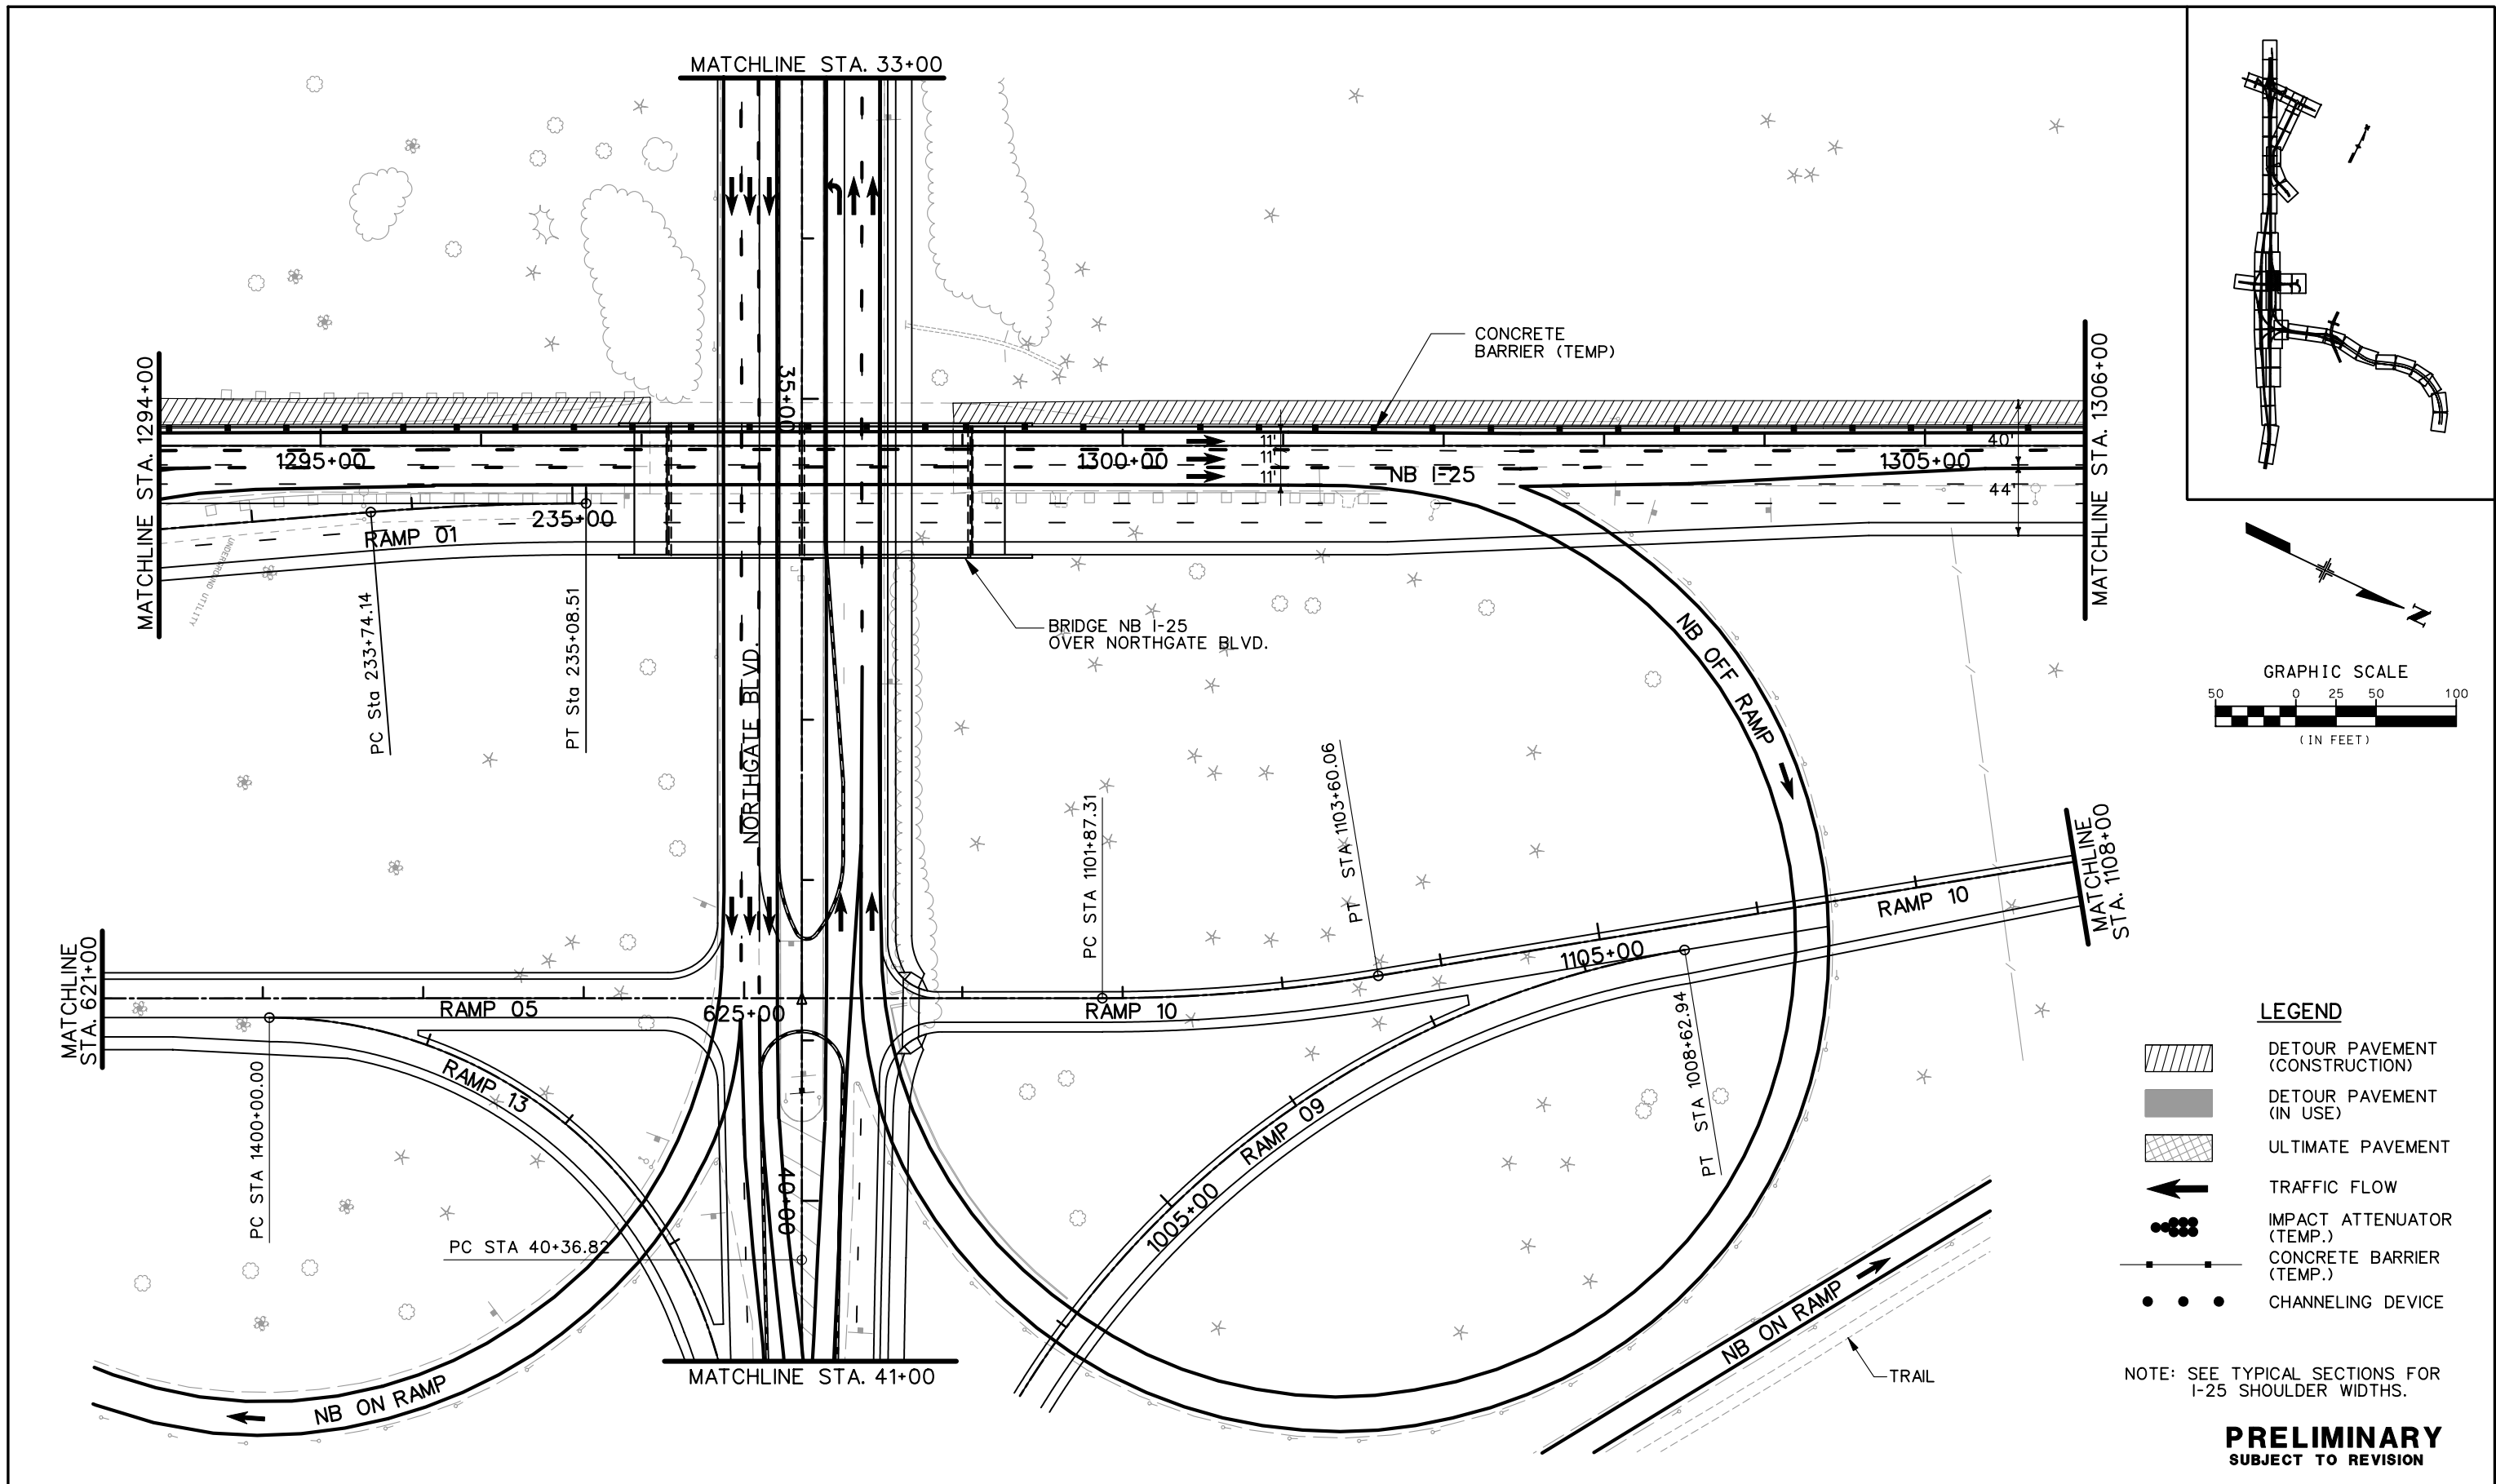 MATCHLINE STA. 33+00
MATCHLINE STA. 1294+00
35+00
CONCRETE
BARRIER (TEMP)
MATCHLINE STA. 1306+00
1295+00
1300+00
1305+00
11'
11'
11'
NB I-25
40'
44'
235+00
RAMP 01
UNDERGROUND UTILITY
PC Sta 233+74.14
PT Sta 235+08.51
BRIDGE NB I-25
OVER NORTHGATE BLVD.
NORTHGATE BLVD.
NB OFF RAMP
PC STA 1101+87.31
PT STA 1103+60.06
MATCHLINE
STA. 1108+00
RAMP 10
1105+00
MATCHLINE
STA. 621+00
RAMP 05
625+00
RAMP 10
RAMP 13
PC STA 1400+00.00
PT STA 1008+62.94
RAMP 09
1005+00
40+00
PC STA 40+36.82
NB ON RAMP
MATCHLINE STA. 41+00
NB ON RAMP
TRAIL
N
GRAPHIC SCALE
50 0 25 50 100
(IN FEET)
LEGEND
DETOUR PAVEMENT
(CONSTRUCTION)
DETOUR PAVEMENT
(IN USE)
ULTIMATE PAVEMENT
TRAFFIC FLOW
IMPACT ATTENUATOR
(TEMP.)
CONCRETE BARRIER
(TEMP.)
CHANNELING DEVICE
NOTE: SEE TYPICAL SECTIONS FOR
I-25 SHOULDER WIDTHS.
PRELIMINARY
SUBJECT TO REVISION